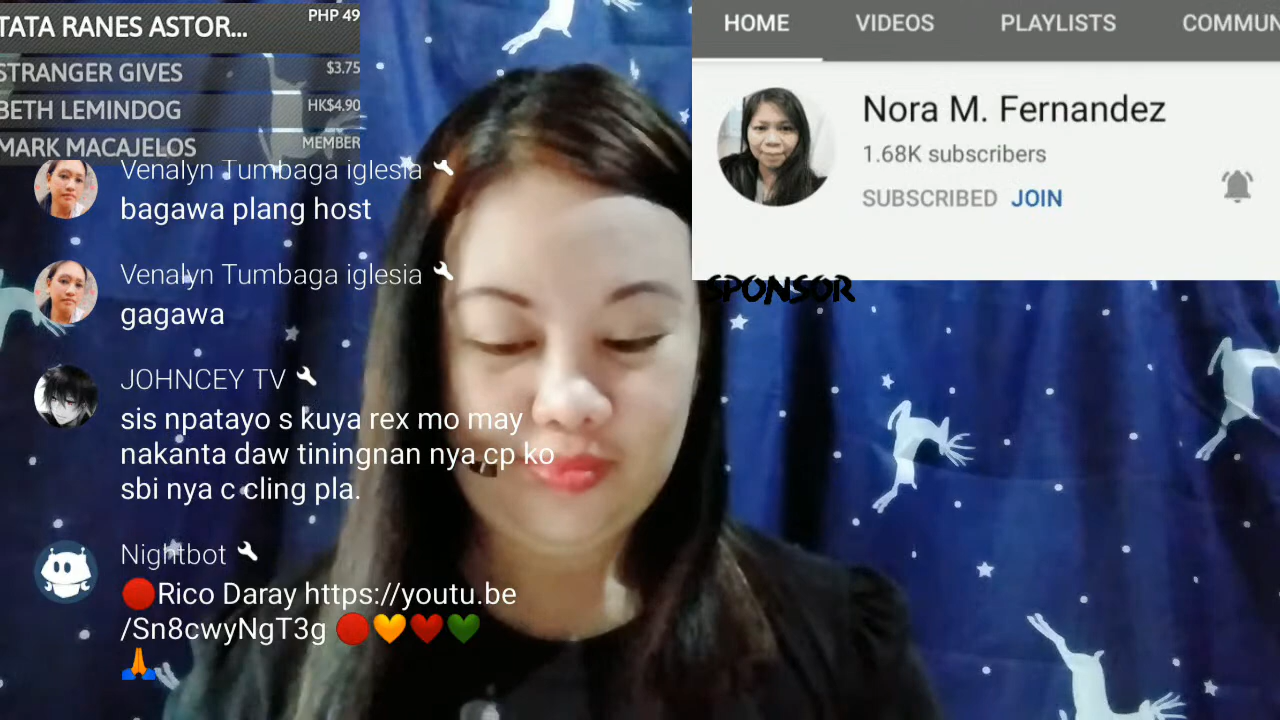 TATA RANES ASTOR... PHP 49
STRANGER GIVES $3.75
BETH LEMINDOG HK$4.90
MARK MACAJELOS MEMBER
Venalyn Tumbaga iglesia
bagawa plang host
Venalyn Tumbaga iglesia
gagawa
JOHNCEY TV
sis npatayo s kuya rex mo may
nakanta daw tiningnan nya cp ko
sbi nya c cling pla.
Nightbot
🔴Rico Daray https://youtu.be
/Sn8cwyNgT3g 🔴🧡❤️💚
🙏
HOME VIDEOS PLAYLISTS COMMUN
Nora M. Fernandez
1.68K subscribers
SUBSCRIBED JOIN
SPONSOR